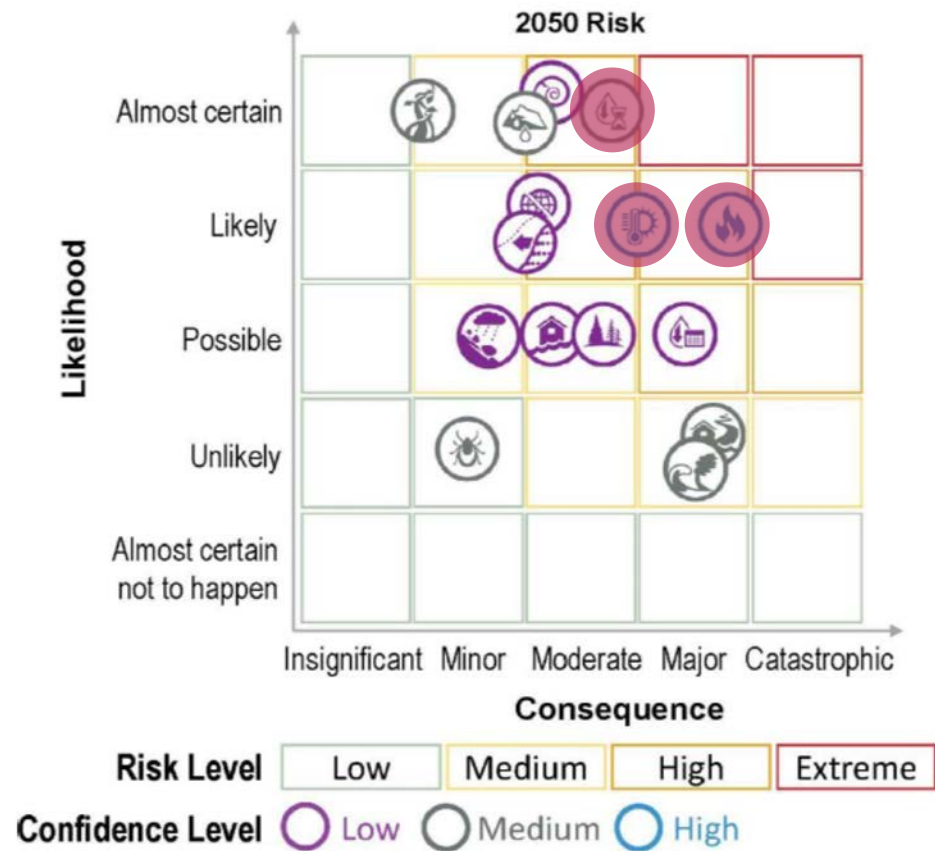 2050 Risk
Almost certain
Likely
Possible
Unlikely
Almost certain
not to happen
Likelihood
Insignificant Minor Moderate Major Catastrophic
Consequence
Risk Level Low Medium High Extreme
Confidence Level Low Medium High